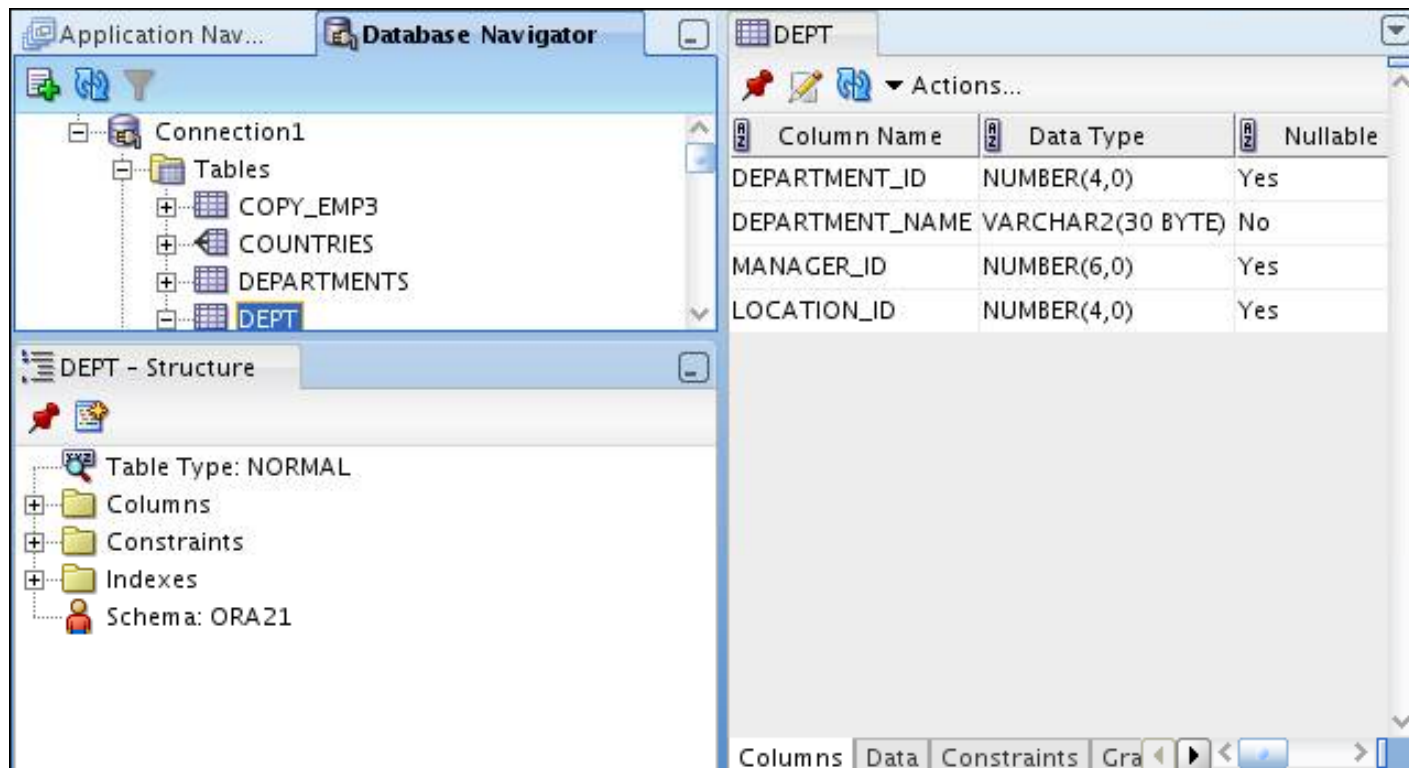 Application Nav...
Database Navigator
Connection1
Tables
COPY_EMP3
COUNTRIES
DEPARTMENTS
DEPT
DEPT - Structure
Table Type: NORMAL
Columns
Constraints
Indexes
Schema: ORA21
DEPT
Actions...
Column Name Data Type Nullable
DEPARTMENT_ID NUMBER(4,0) Yes
DEPARTMENT_NAME VARCHAR2(30 BYTE) No
MANAGER_ID NUMBER(6,0) Yes
LOCATION_ID NUMBER(4,0) Yes
Columns Data Constraints Gra